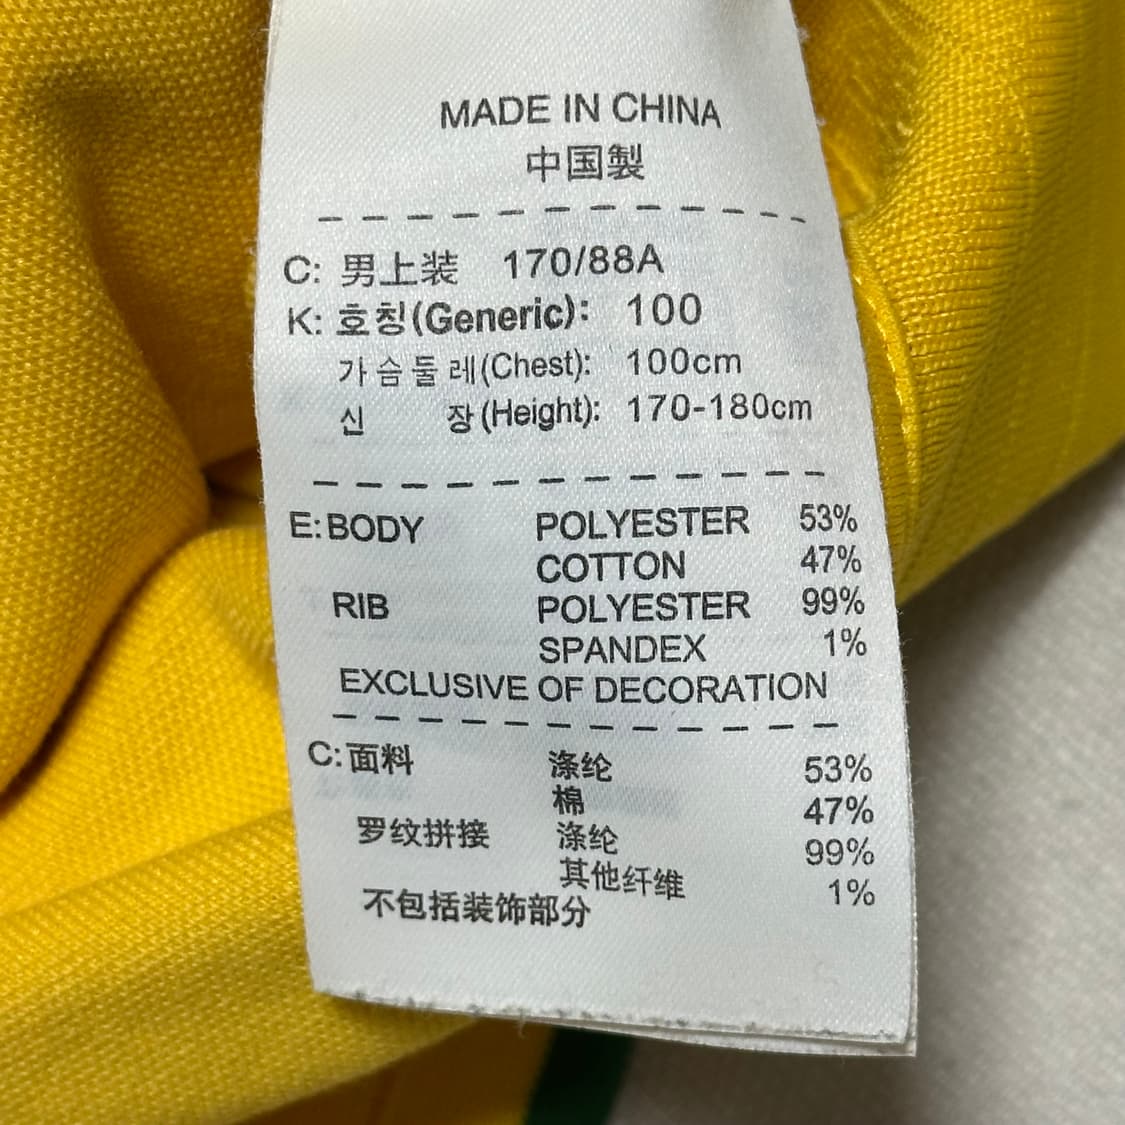 MADE IN CHINA
中国製
C: 男上装 170/88A
K: 호칭(Generic): 100
가슴둘레(Chest): 100cm
신 장(Height): 170-180cm
E: BODY POLYESTER 53%
COTTON 47%
RIB POLYESTER 99%
SPANDEX 1%
EXCLUSIVE OF DECORATION
C: 面料 涤纶 53%
棉 47%
罗纹拼接 涤纶 99%
其他纤维 1%
不包括装饰部分